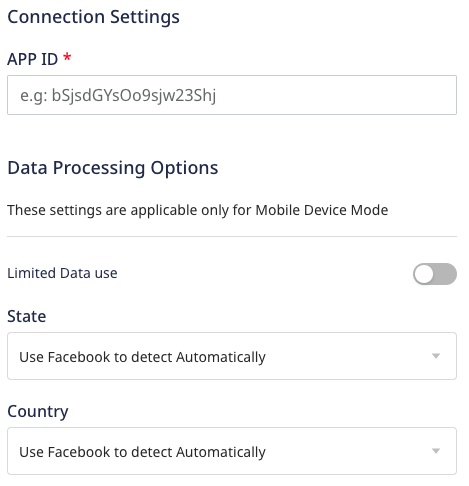 Connection Settings
APP ID *
e.g: bSjsdGYsOo9sjw23Shj
Data Processing Options
These settings are applicable only for Mobile Device Mode
Limited Data use
State
Use Facebook to detect Automatically
Country
Use Facebook to detect Automatically